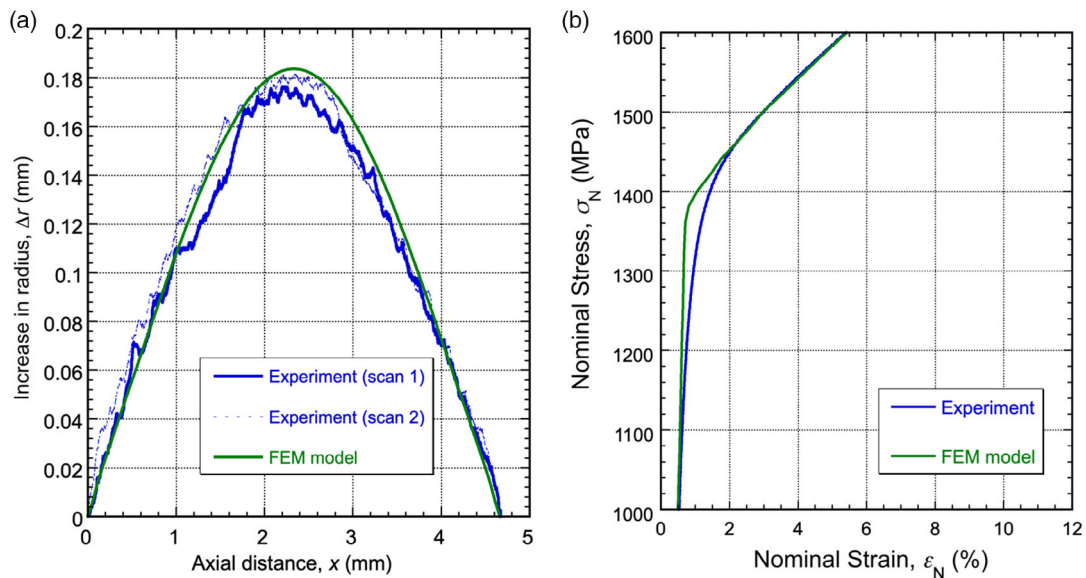 (a)
0.2
0.18
0.16
0.14
0.12
0.1
0.08
0.06
0.04
0.02
0
Increase in radius, Δr (mm)
Experiment (scan 1)
Experiment (scan 2)
FEM model
0 1 2 3 4 5
Axial distance, x (mm)
(b)
1600
1500
1400
1300
1200
1100
1000
Nominal Stress, σN (MPa)
Experiment
FEM model
0 2 4 6 8 10 12
Nominal Strain, εN (%)